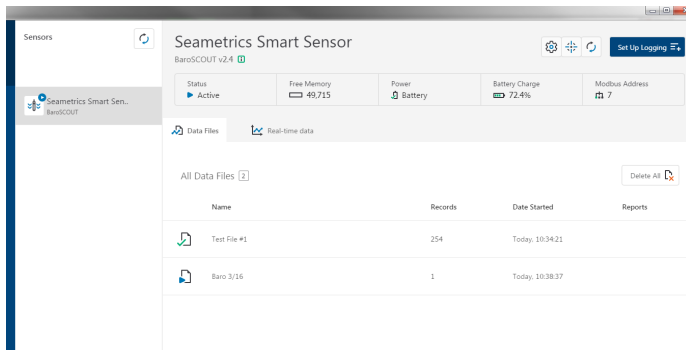 Sensors
Seametrics Smart Sensor
BaroSCOUT v2.4
Set Up Logging
Status
Active
Free Memory
49,715
Power
Battery
Battery Charge
72.4%
Modbus Address
7
Seametrics Smart Sen..
BaroSCOUT
Data Files
Real-time data
All Data Files 2
Delete All
Name Records Date Started Reports
Test File #1 254 Today, 10:34:21
Baro 3/16 1 Today, 10:38:37